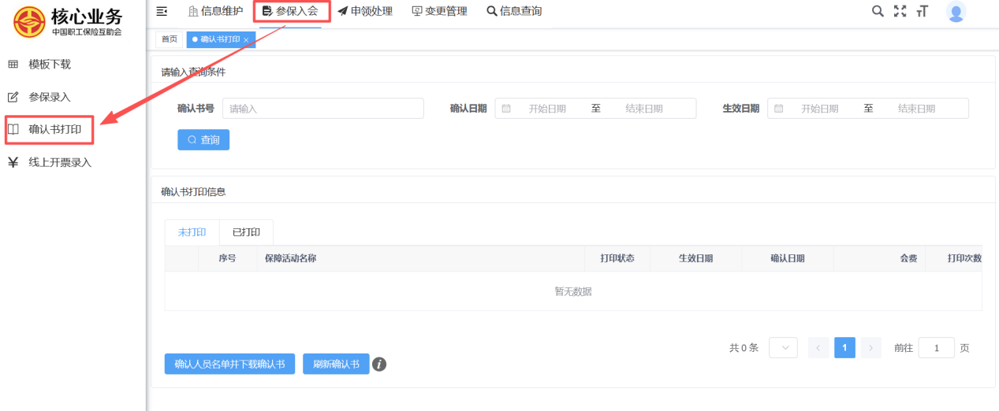 核心业务
中国职工保险互助会
信息维护 参保入会 申领处理 变更管理 信息查询
首页 确认书打印 ×
模板下载
参保录入
确认书打印
线上开票录入
请输入查询条件
确认书号 请输入 确认日期 开始日期 至 结束日期 生效日期 开始日期 至 结束日期
查询
确认书打印信息
未打印 已打印
序号 保障活动名称 打印状态 生效日期 确认日期 会费 打印次数
暂无数据
共 0 条 < 1 > 前往 1 页
确认人员名单并下载确认书 刷新确认书 i